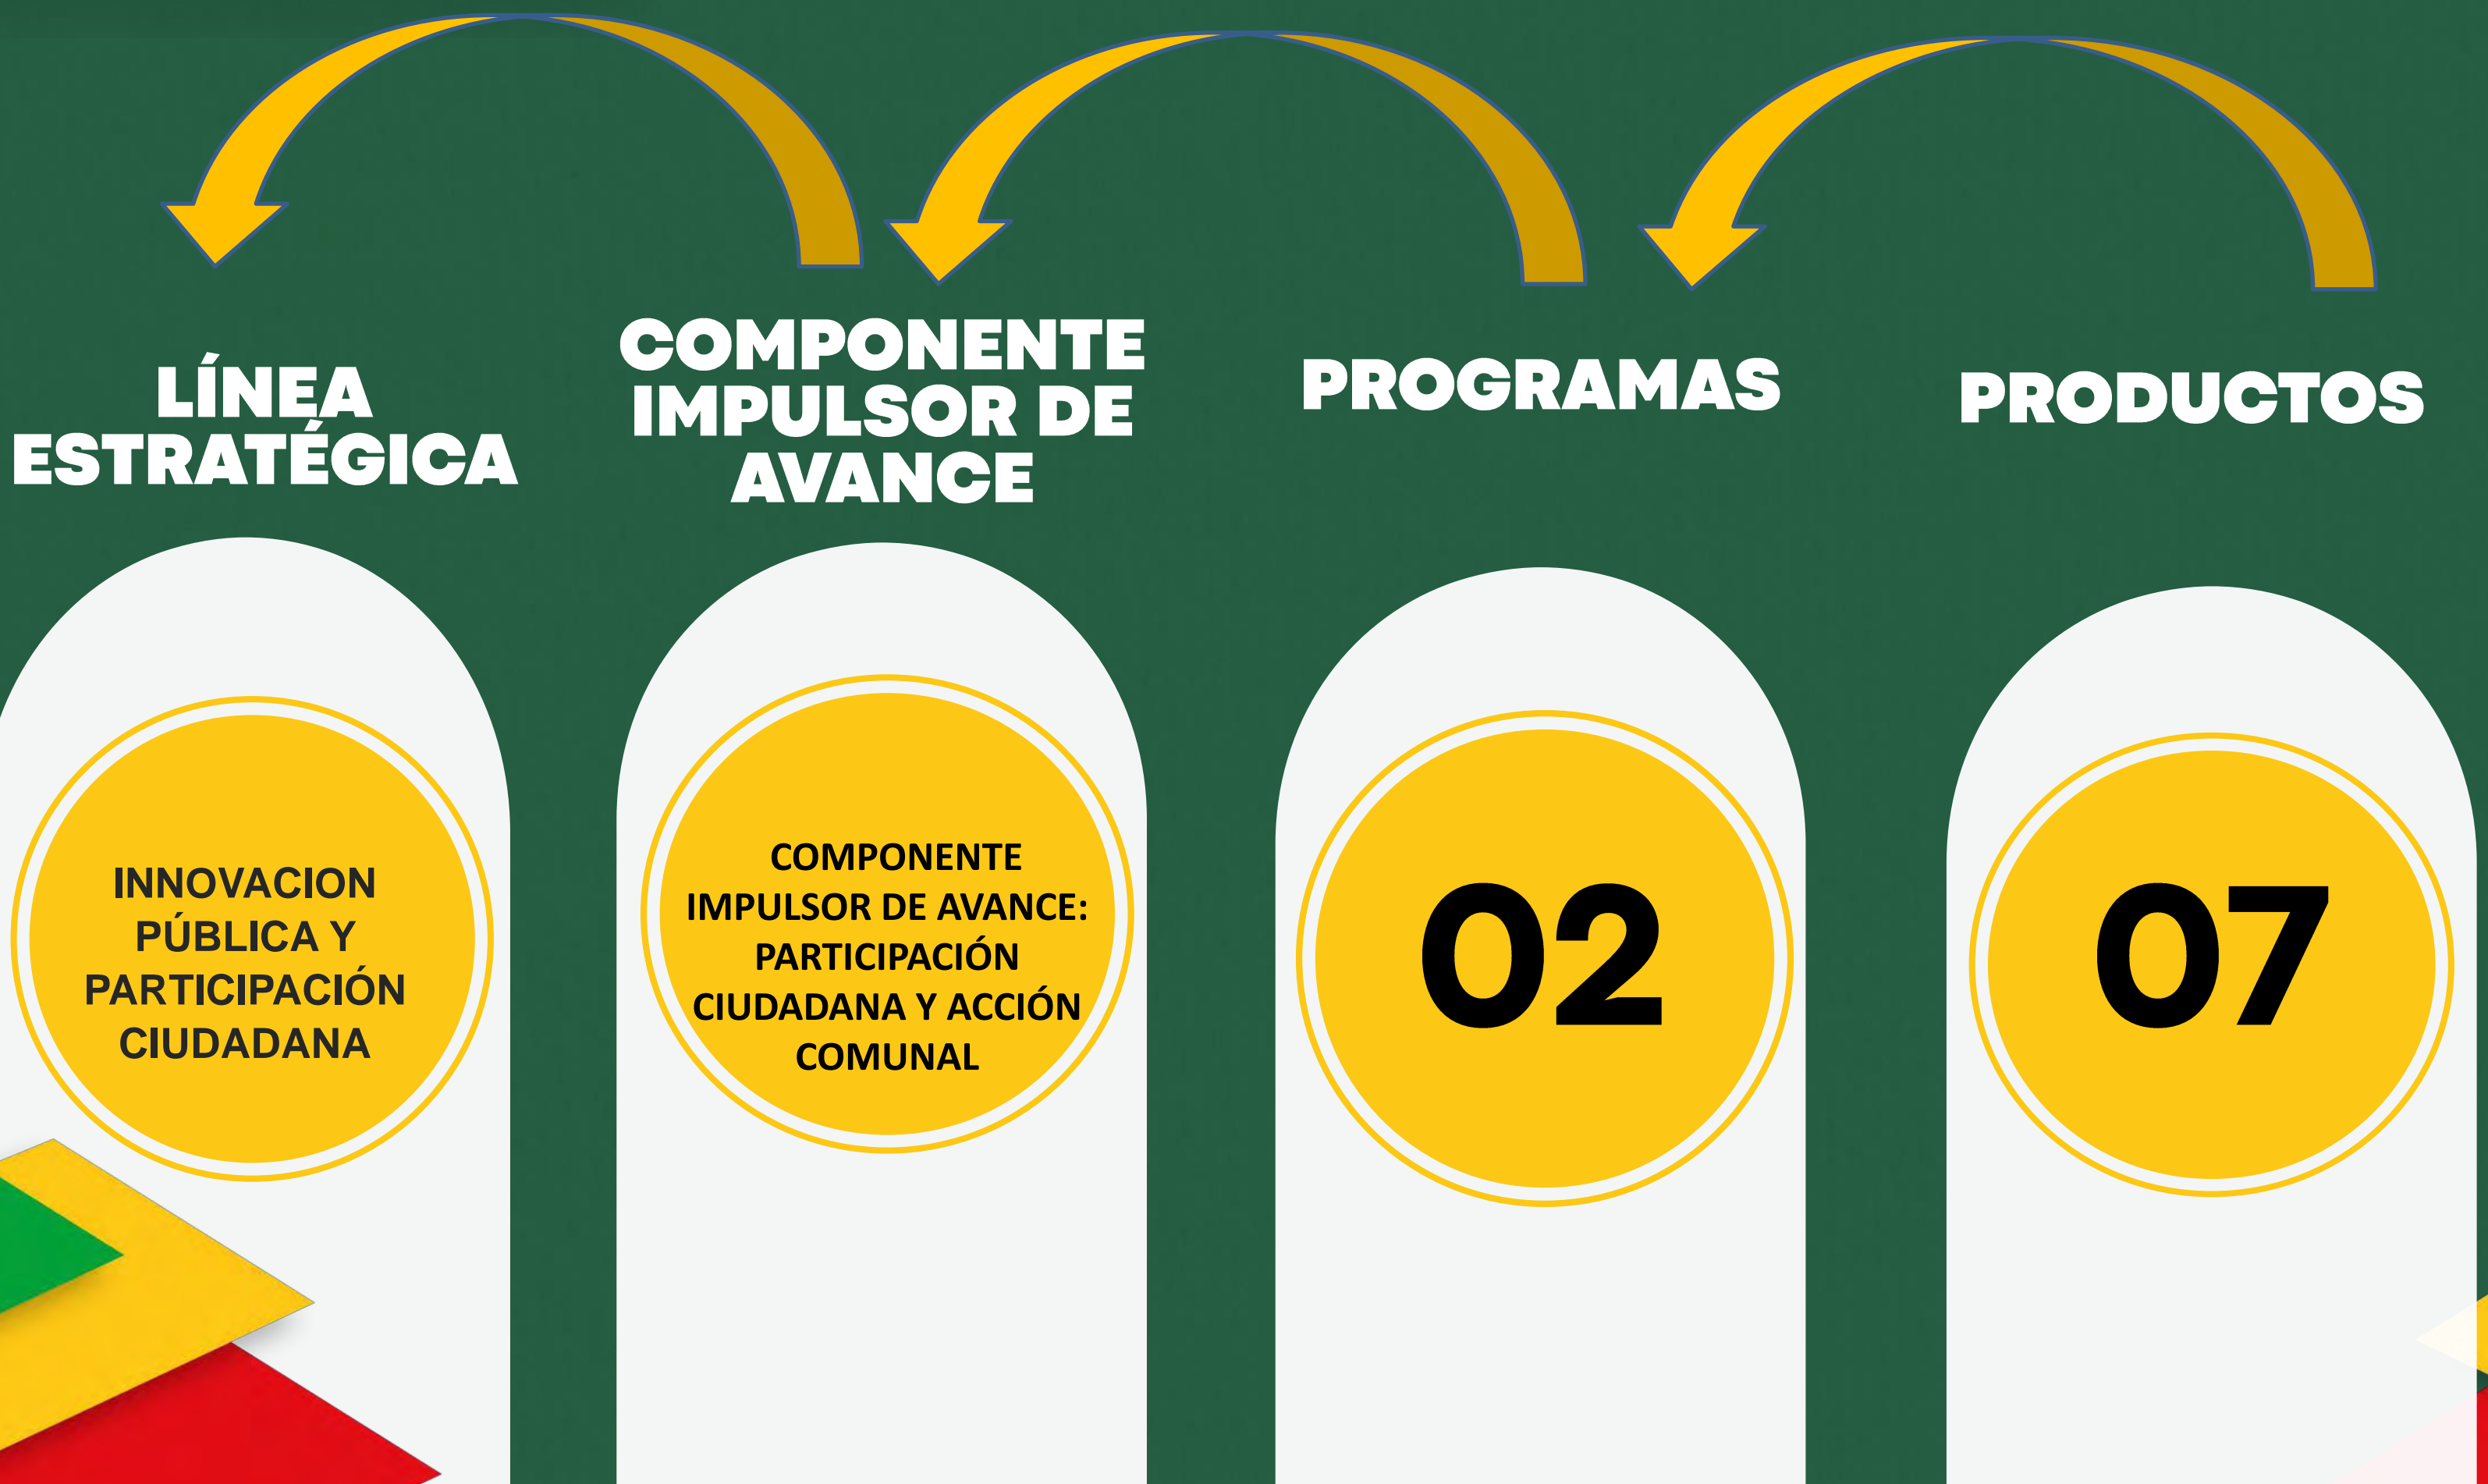 LÍNEA
ESTRATÉGICA
INNOVACION
PÚBLICA Y
PARTICIPACIÓN
CIUDADANA
COMPONENTE
IMPULSOR DE
AVANCE
COMPONENTE
IMPULSOR DE AVANCE:
PARTICIPACIÓN
CIUDADANA Y ACCIÓN
COMUNAL
PROGRAMAS
02
PRODUCTOS
07